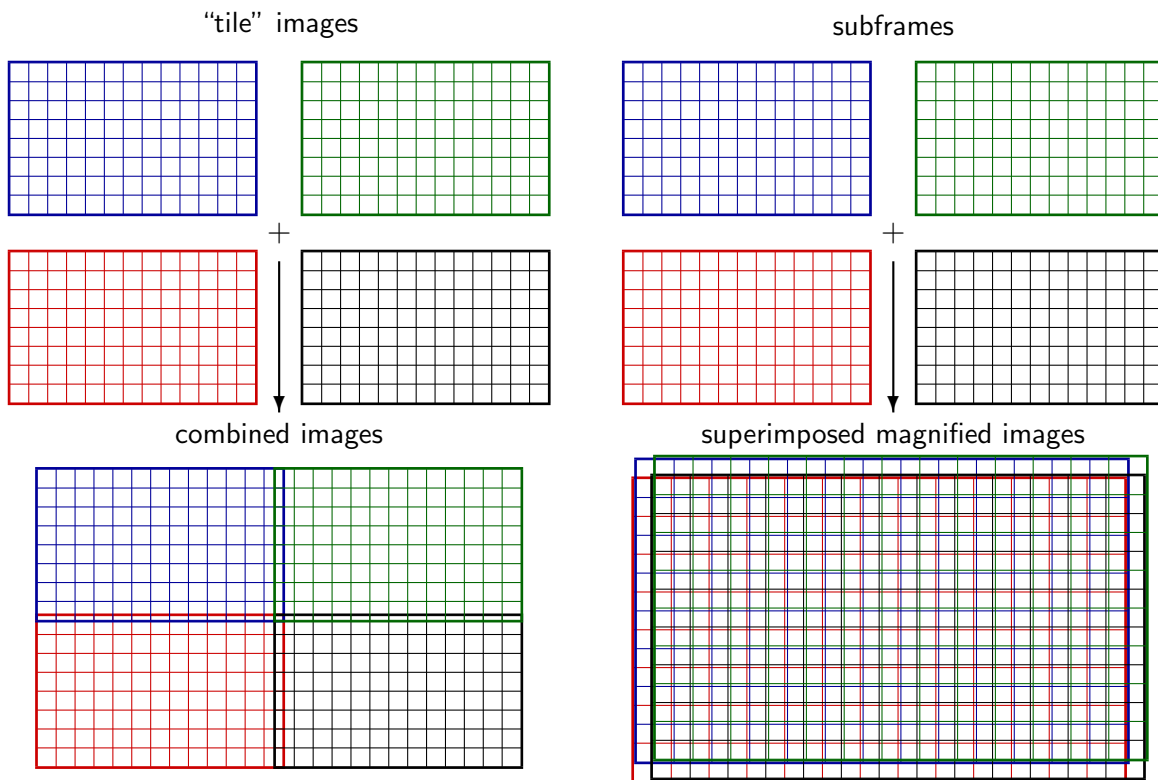 “tile” images
subframes
+
+
combined images
superimposed magnified images